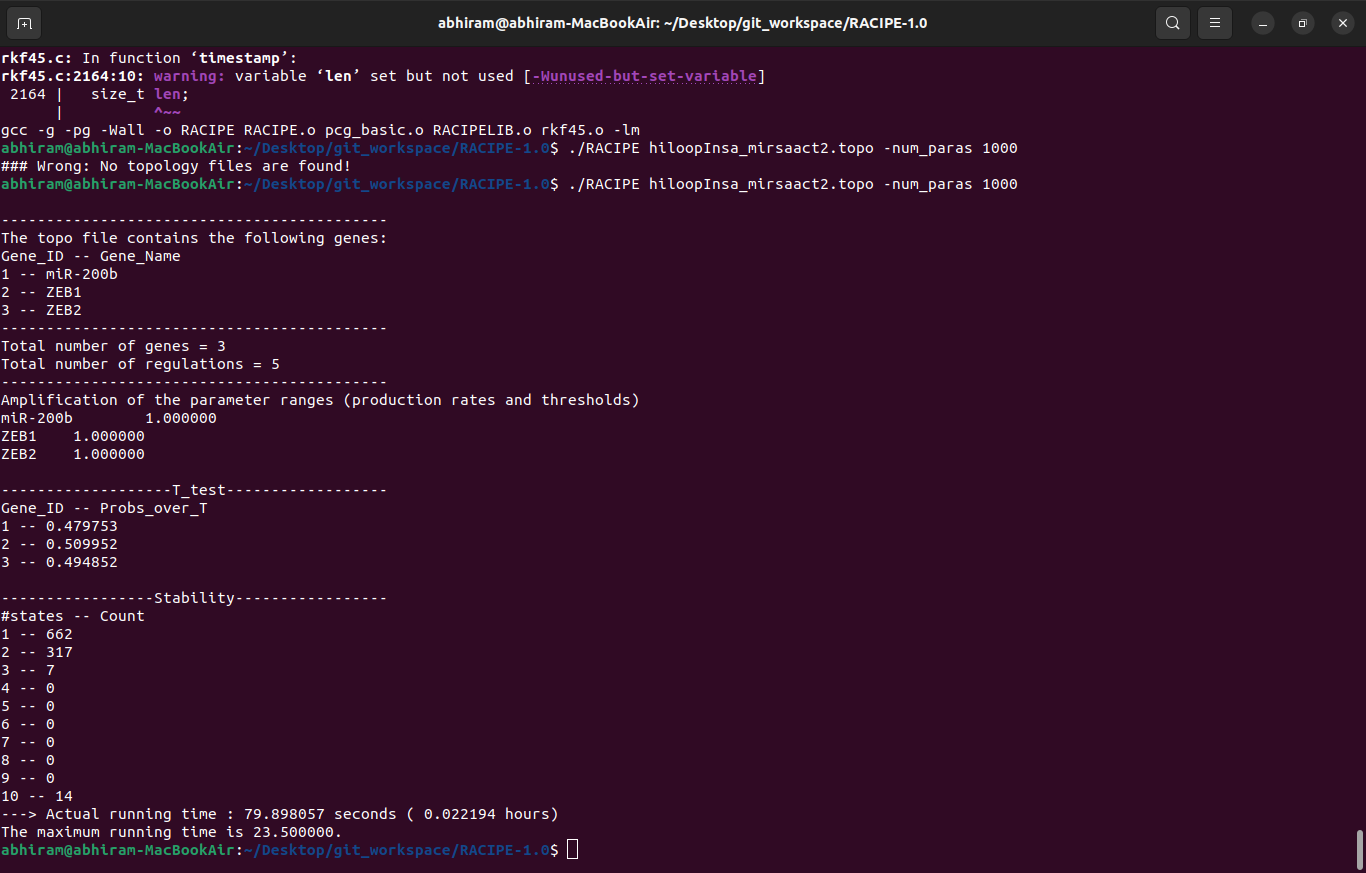 abhiram@abhiram-MacBookAir: ~/Desktop/git_workspace/RACIPE-1.0
rkf45.c: In function ‘timestamp’:
rkf45.c:2164:10: warning: variable ‘len’ set but not used [-Wunused-but-set-variable]
 2164 |   size_t len;
      |          ^~~
gcc -g -pg -Wall -o RACIPE RACIPE.o pcg_basic.o RACIPELIB.o rkf45.o -lm
abhiram@abhiram-MacBookAir:~/Desktop/git_workspace/RACIPE-1.0$ ./RACIPE hiloopInsa_mirsaact2.topo -num_paras 1000
### Wrong: No topology files are found!
abhiram@abhiram-MacBookAir:~/Desktop/git_workspace/RACIPE-1.0$ ./RACIPE hiloopInsa_mirsaact2.topo -num_paras 1000
-------------------------------------------
The topo file contains the following genes:
Gene_ID -- Gene_Name
1 -- miR-200b
2 -- ZEB1
3 -- ZEB2
-------------------------------------------
Total number of genes = 3
Total number of regulations = 5
-------------------------------------------
Amplification of the parameter ranges (production rates and thresholds)
miR-200b        1.000000
ZEB1    1.000000
ZEB2    1.000000
-------------------T_test------------------
Gene_ID -- Probs_over_T
1 -- 0.479753
2 -- 0.509952
3 -- 0.494852
-----------------Stability-----------------
#states -- Count
1 -- 662
2 -- 317
3 -- 7
4 -- 0
5 -- 0
6 -- 0
7 -- 0
8 -- 0
9 -- 0
10 -- 14
---> Actual running time : 79.898057 seconds ( 0.022194 hours)
The maximum running time is 23.500000.
abhiram@abhiram-MacBookAir:~/Desktop/git_workspace/RACIPE-1.0$